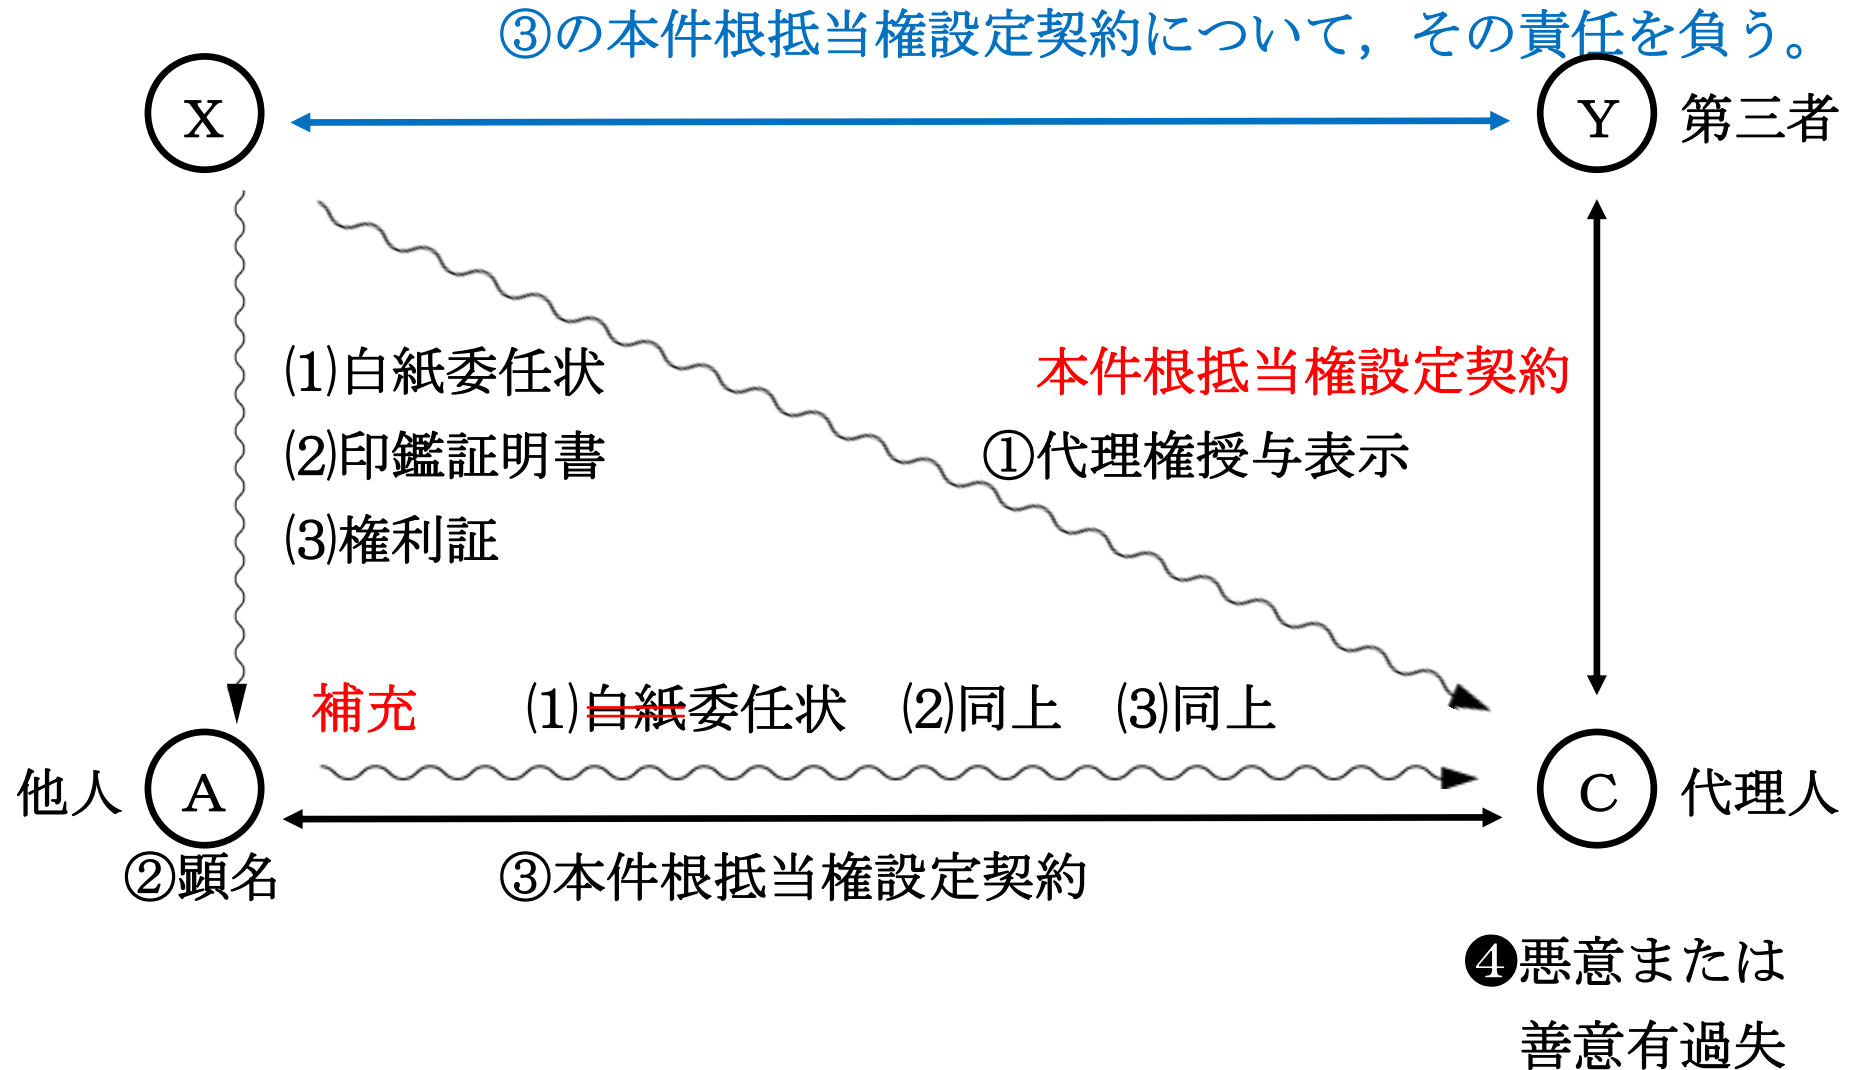 ③の本件根抵当権設定契約について，その責任を負う。
X
Y 第三者
(1)白紙委任状
本件根抵当権設定契約
(2)印鑑証明書
①代理権授与表示
(3)権利証
補充 (1)白紙委任状 (2)同上 (3)同上
他人 A
C 代理人
②顕名
③本件根抵当権設定契約
❹悪意または
善意有過失